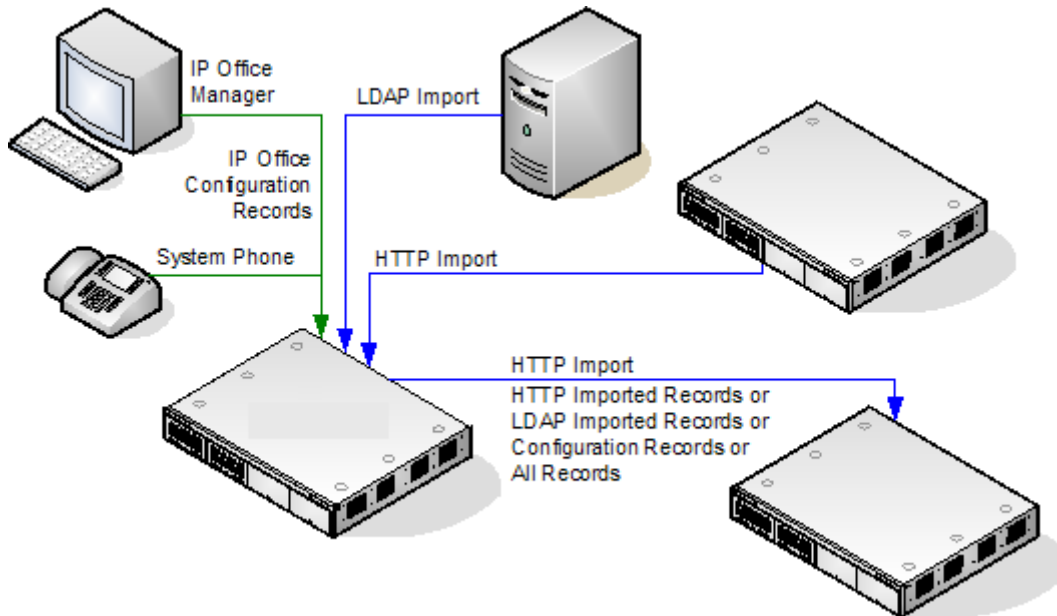 IP Office
Manager
LDAP Import
IP Office
Configuration
Records
System Phone
HTTP Import
HTTP Import
HTTP Imported Records or
LDAP Imported Records or
Configuration Records or
All Records